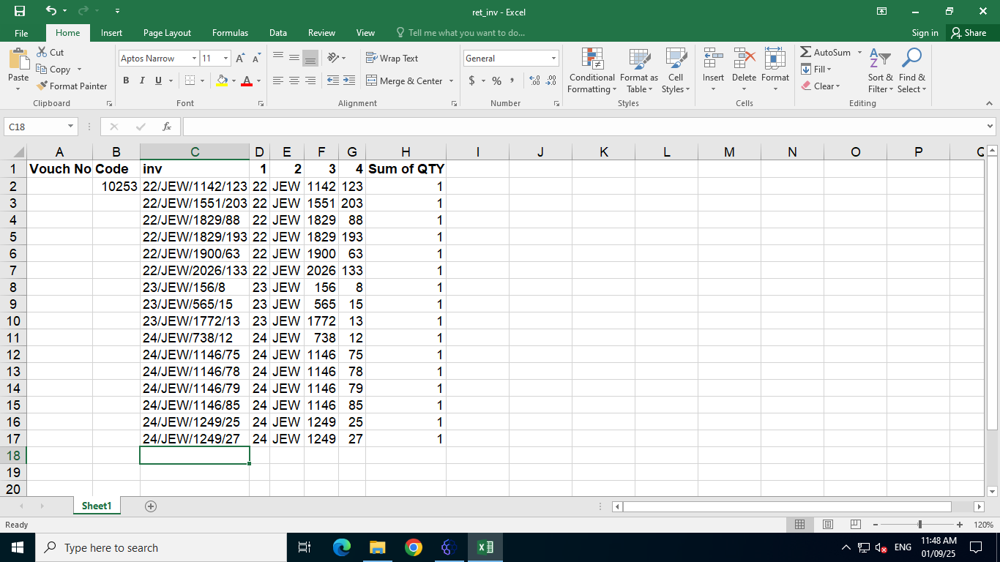 ret_inv - Excel
File Home Insert Page Layout Formulas Data Review View Tell me what you want to do... Sign in Share
Paste Cut Copy Format Painter Clipboard
Aptos Narrow 11 B I U A Font
Wrap Text Merge & Center Alignment
General $ % , Number
Conditional Formatting Format as Table Cell Styles Styles
Insert Delete Format Cells
AutoSum Fill Clear Sort & Filter Find & Select Editing
C18 fx
A B C D E F G H I J K L M N O P Q
1 Vouch No Code inv 1 2 3 4 Sum of QTY
2 10253 22/JEW/1142/123 22 JEW 1142 123 1
3 22/JEW/1551/203 22 JEW 1551 203 1
4 22/JEW/1829/88 22 JEW 1829 88 1
5 22/JEW/1829/193 22 JEW 1829 193 1
6 22/JEW/1900/63 22 JEW 1900 63 1
7 22/JEW/2026/133 22 JEW 2026 133 1
8 23/JEW/156/8 23 JEW 156 8 1
9 23/JEW/565/15 23 JEW 565 15 1
10 23/JEW/1772/13 23 JEW 1772 13 1
11 24/JEW/738/12 24 JEW 738 12 1
12 24/JEW/1146/75 24 JEW 1146 75 1
13 24/JEW/1146/78 24 JEW 1146 78 1
14 24/JEW/1146/79 24 JEW 1146 79 1
15 24/JEW/1146/85 24 JEW 1146 85 1
16 24/JEW/1249/25 24 JEW 1249 25 1
17 24/JEW/1249/27 24 JEW 1249 27 1
18
19
20
Sheet1
Ready 120%
Type here to search ENG 11:48 AM
01/09/25